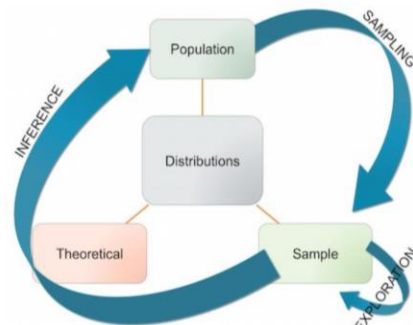 Population
SAMPLING
INFERENCE
Distributions
Theoretical
Sample
EXPLORATION